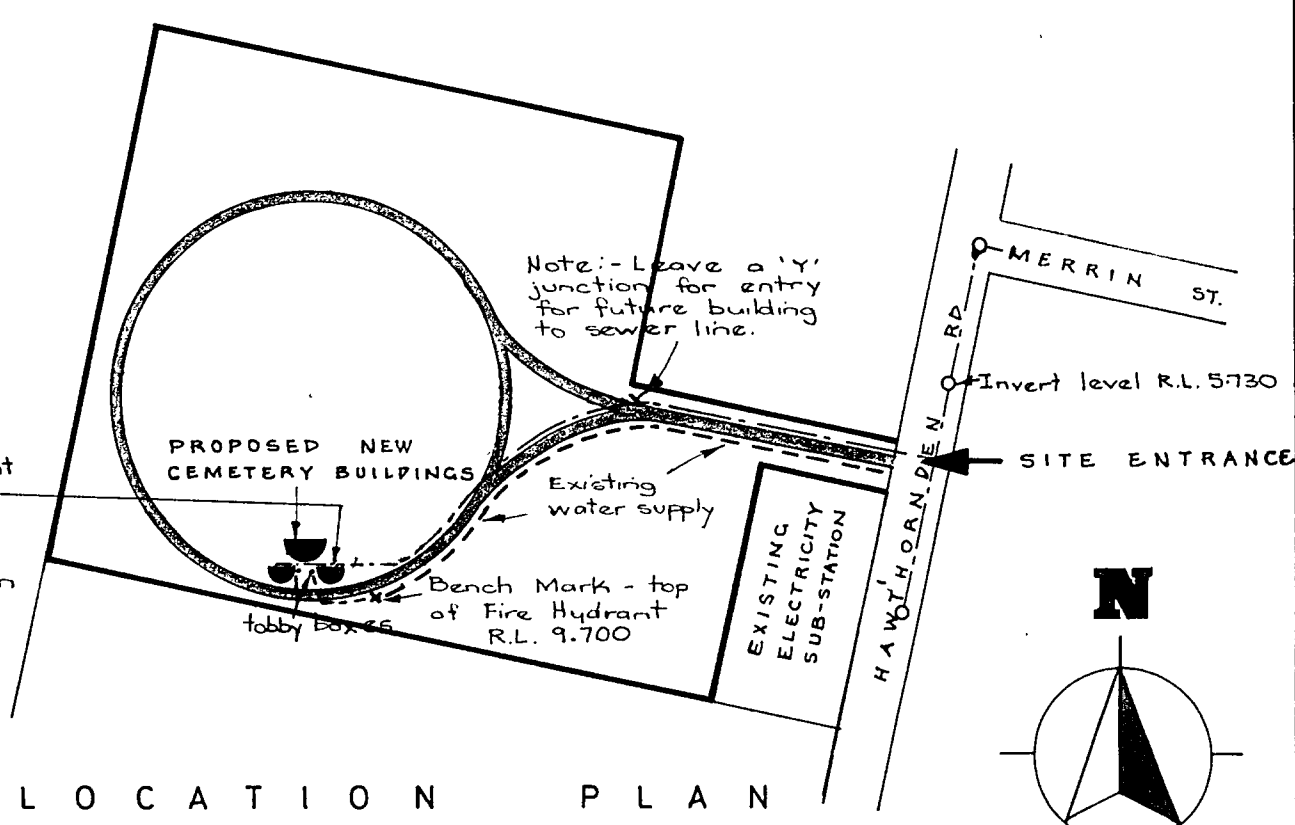 Note:- Leave a 'Y'
junction for entry
for future building
to sewer line.
MERRIN ST.
HAWTHORNDEN RD
Invert level R.L. 5.730
SITE ENTRANCE
PROPOSED NEW
CEMETERY BUILDINGS
Existing
water supply
EXISTING
ELECTRICITY
SUB-STATION
Bench Mark - top
of Fire Hydrant
R.L. 9.700
tobby boxes
N
LOCATION PLAN